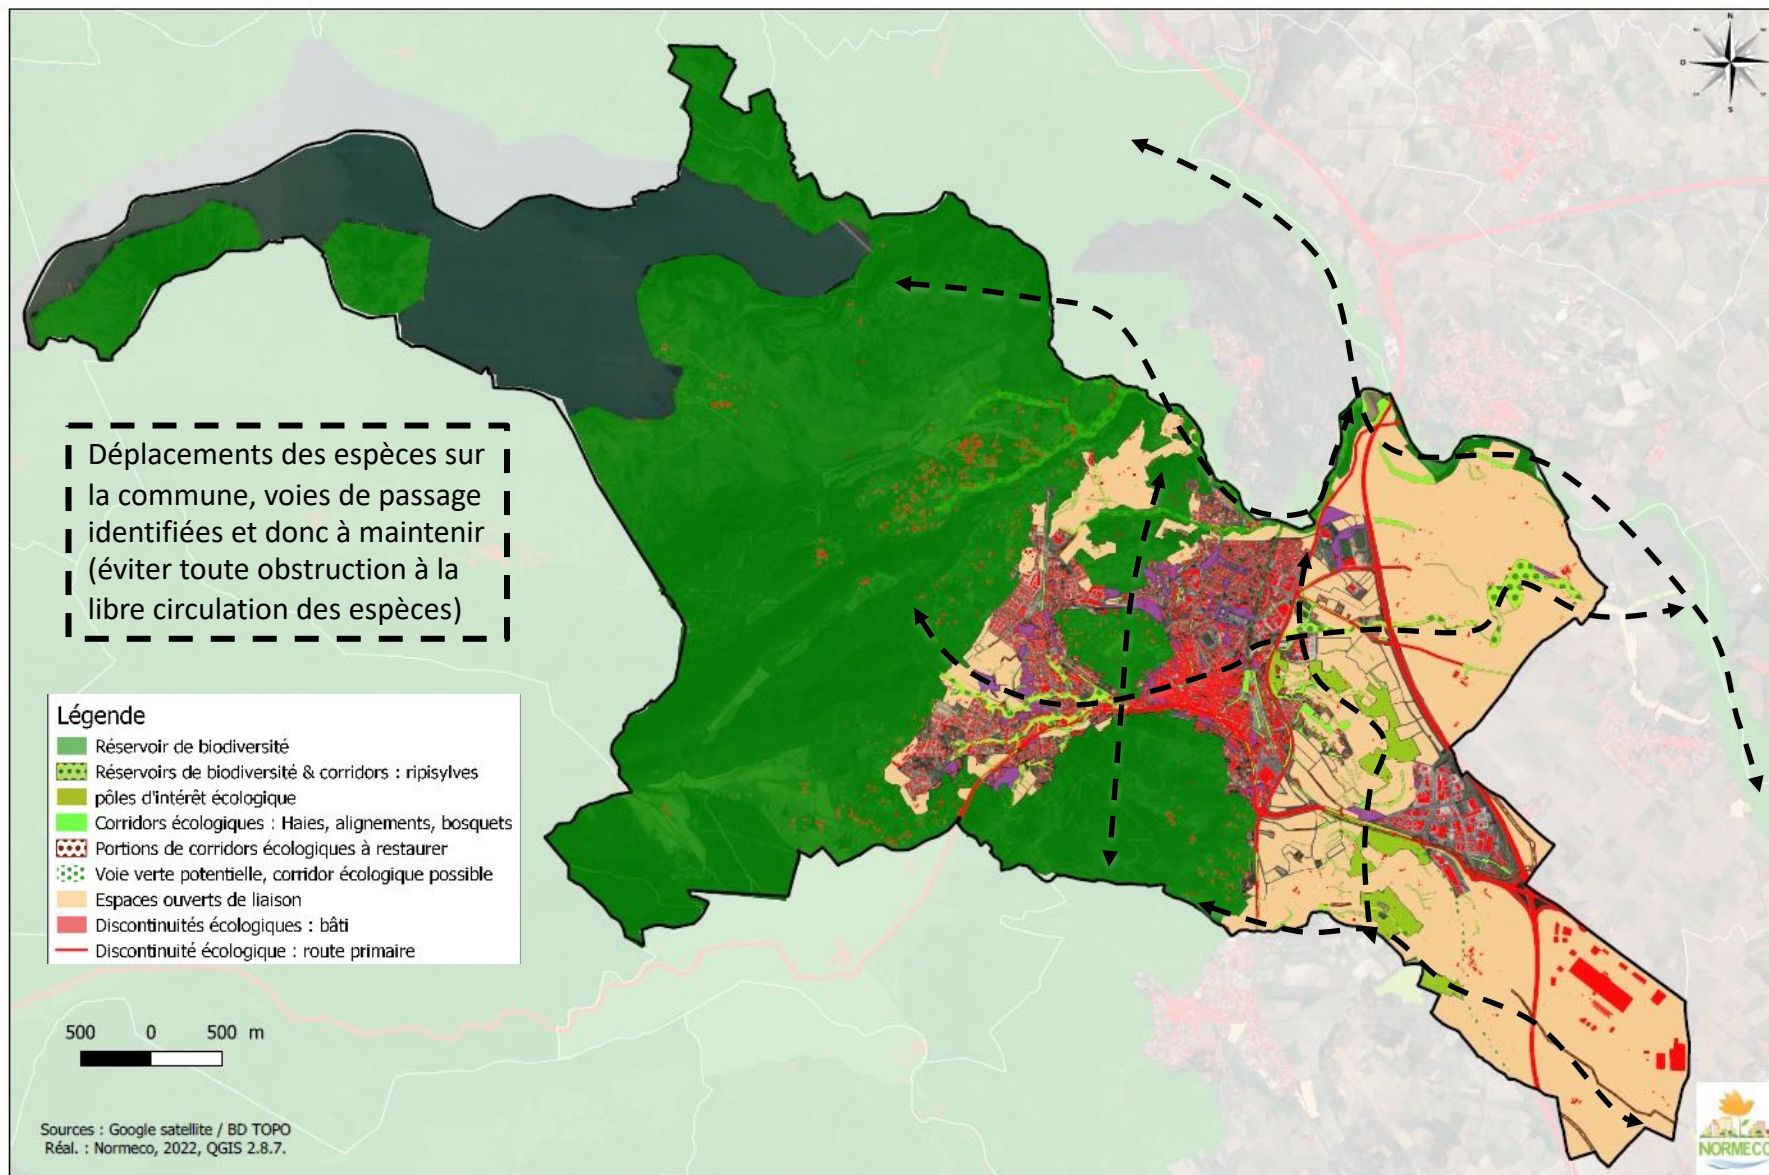 N
O
S
Déplacements des espèces sur
la commune, voies de passage
identifiées et donc à maintenir
(éviter toute obstruction à la
libre circulation des espèces)
Légende
Réservoir de biodiversité
Réservoirs de biodiversité & corridors : ripisylves
pôles d'intérêt écologique
Corridors écologiques : Haies, alignements, bosquets
Portions de corridors écologiques à restaurer
Voie verte potentielle, corridor écologique possible
Espaces ouverts de liaison
Discontinuités écologiques : bâti
Discontinuité écologique : route primaire
500 0 500 m
Sources : Google satellite / BD TOPO
Réal. : Normeco, 2022, QGIS 2.8.7.
NORMECO